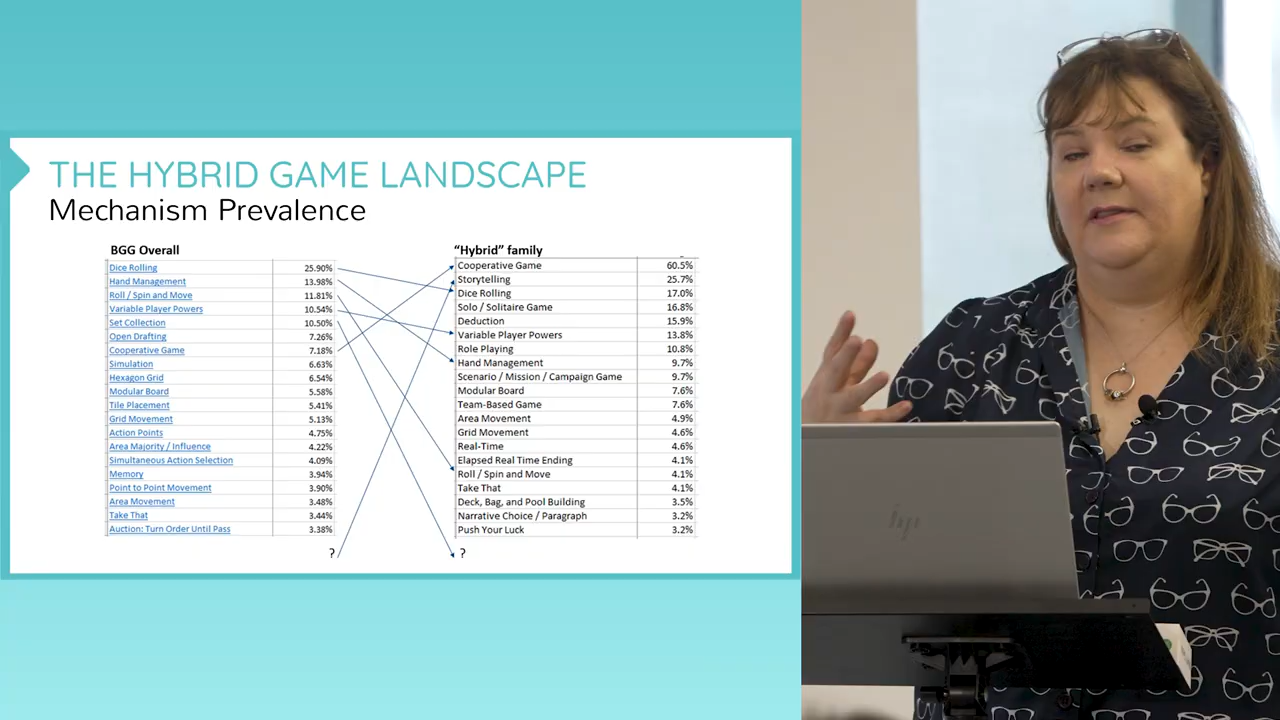 THE HYBRID GAME LANDSCAPE
Mechanism Prevalence
BGG Overall
Dice Rolling 25.90%
Hand Management 13.98%
Roll / Spin and Move 11.81%
Variable Player Powers 10.54%
Set Collection 10.50%
Open Drafting 7.26%
Cooperative Game 7.18%
Simulation 6.63%
Hexagon Grid 6.54%
Modular Board 5.58%
Tile Placement 5.41%
Grid Movement 5.13%
Action Points 4.75%
Area Majority / Influence 4.22%
Simultaneous Action Selection 4.09%
Memory 3.94%
Point to Point Movement 3.90%
Area Movement 3.48%
Take That 3.44%
Auction: Turn Order Until Pass 3.38%
?
“Hybrid” family
Cooperative Game 60.5%
Storytelling 25.7%
Dice Rolling 17.0%
Solo / Solitaire Game 16.8%
Deduction 15.9%
Variable Player Powers 13.8%
Role Playing 10.8%
Hand Management 9.7%
Scenario / Mission / Campaign Game 9.7%
Modular Board 7.6%
Team-Based Game 7.6%
Area Movement 4.9%
Grid Movement 4.6%
Real-Time 4.6%
Elapsed Real Time Ending 4.1%
Roll / Spin and Move 4.1%
Take That 4.1%
Deck, Bag, and Pool Building 3.5%
Narrative Choice / Paragraph 3.2%
Push Your Luck 3.2%
?
hp